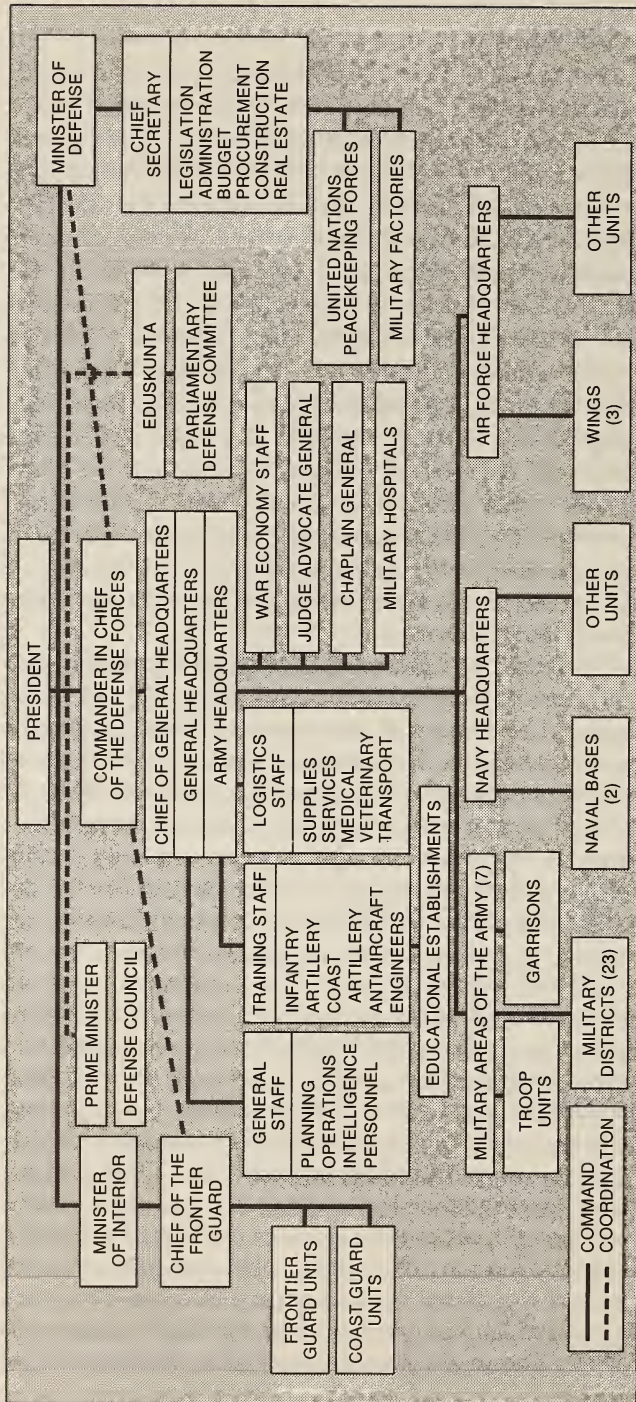 PRESIDENT
MINISTER OF
DEFENSE
MINISTER
OF INTERIOR
PRIME MINISTER
DEFENSE COUNCIL
COMMANDER IN CHIEF
OF THE DEFENSE FORCES
EDUSKUNTA
PARLIAMENTARY
DEFENSE COMMITTEE
CHIEF
SECRETARY
LEGISLATION
ADMINISTRATION
BUDGET
PROCUREMENT
CONSTRUCTION
REAL ESTATE
CHIEF OF THE
FRONTIER
GUARD
CHIEF OF GENERAL HEADQUARTERS
GENERAL HEADQUARTERS
ARMY HEADQUARTERS
FRONTIER
GUARD UNITS
COAST GUARD
UNITS
GENERAL
STAFF
PLANNING
OPERATIONS
INTELLIGENCE
PERSONNEL
TRAINING STAFF
INFANTRY
ARTILLERY
COAST
ARTILLERY
ANTIAIRCRAFT
ENGINEERS
LOGISTICS
STAFF
SUPPLIES
SERVICES
MEDICAL
VETERINARY
TRANSPORT
WAR ECONOMY STAFF
JUDGE ADVOCATE GENERAL
CHAPLAIN GENERAL
MILITARY HOSPITALS
UNITED NATIONS
PEACEKEEPING FORCES
MILITARY FACTORIES
EDUCATIONAL ESTABLISHMENTS
MILITARY AREAS OF THE ARMY (7)
NAVY HEADQUARTERS
AIR FORCE HEADQUARTERS
TROOP
UNITS
GARRISONS
MILITARY
DISTRICTS (23)
NAVAL BASES
(2)
OTHER
UNITS
WINGS
(3)
OTHER
UNITS
COMMAND
COORDINATION